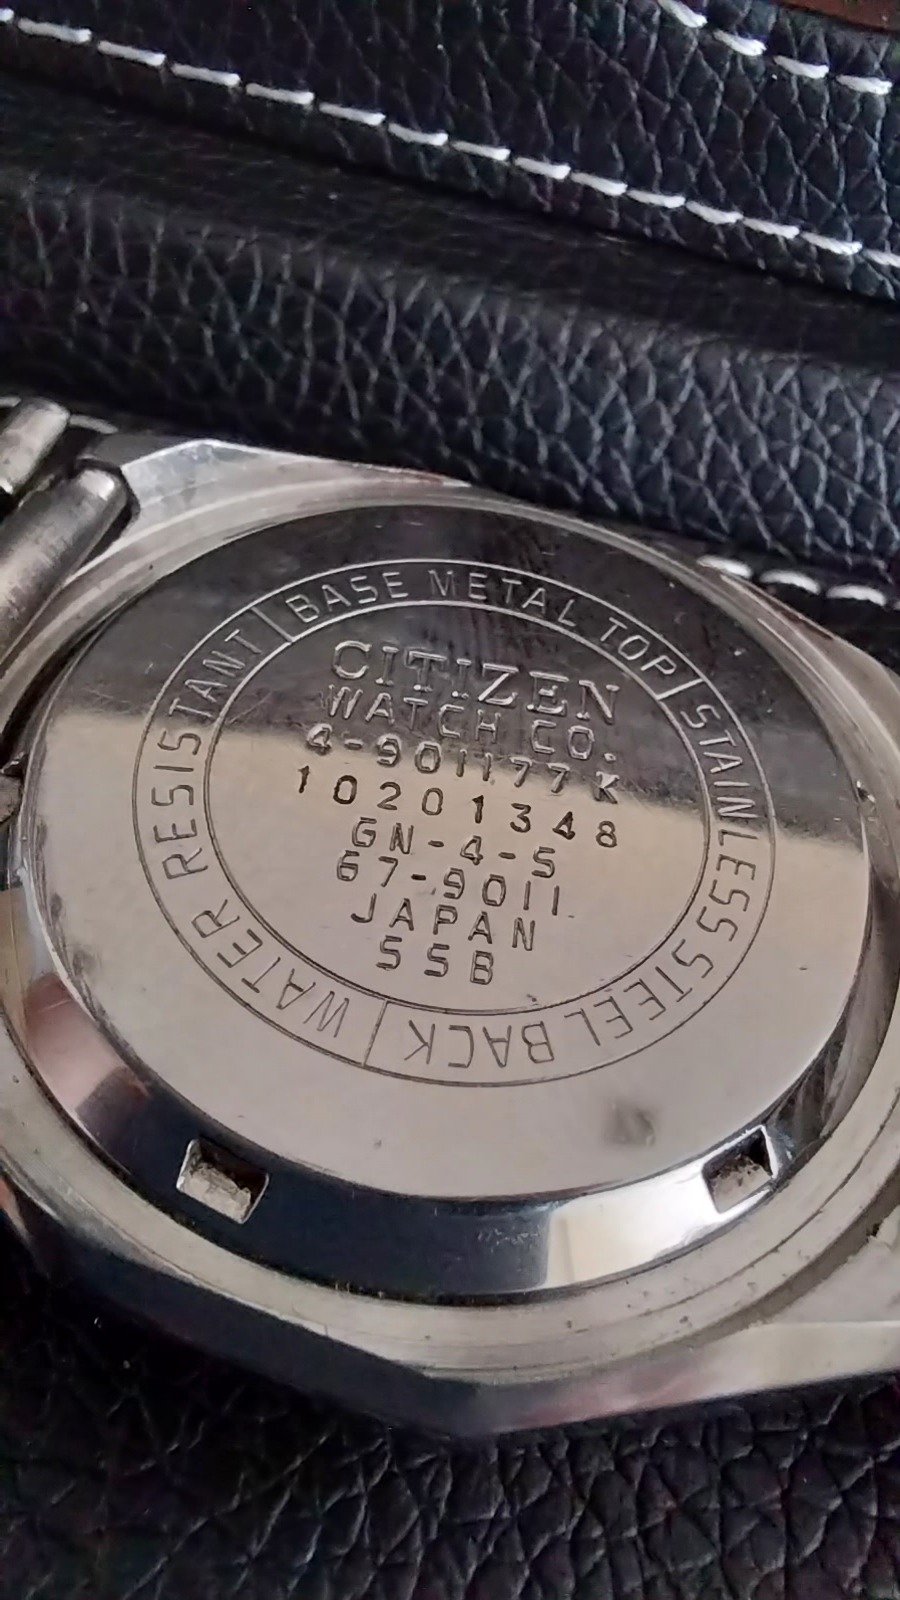 BASE METAL TOP
STAINLESS STEEL BACK
WATER RESISTANT
CITIZEN
WATCH CO.
4-901177 K
10201348
GN-4-S
67-9011
JAPAN
SSB